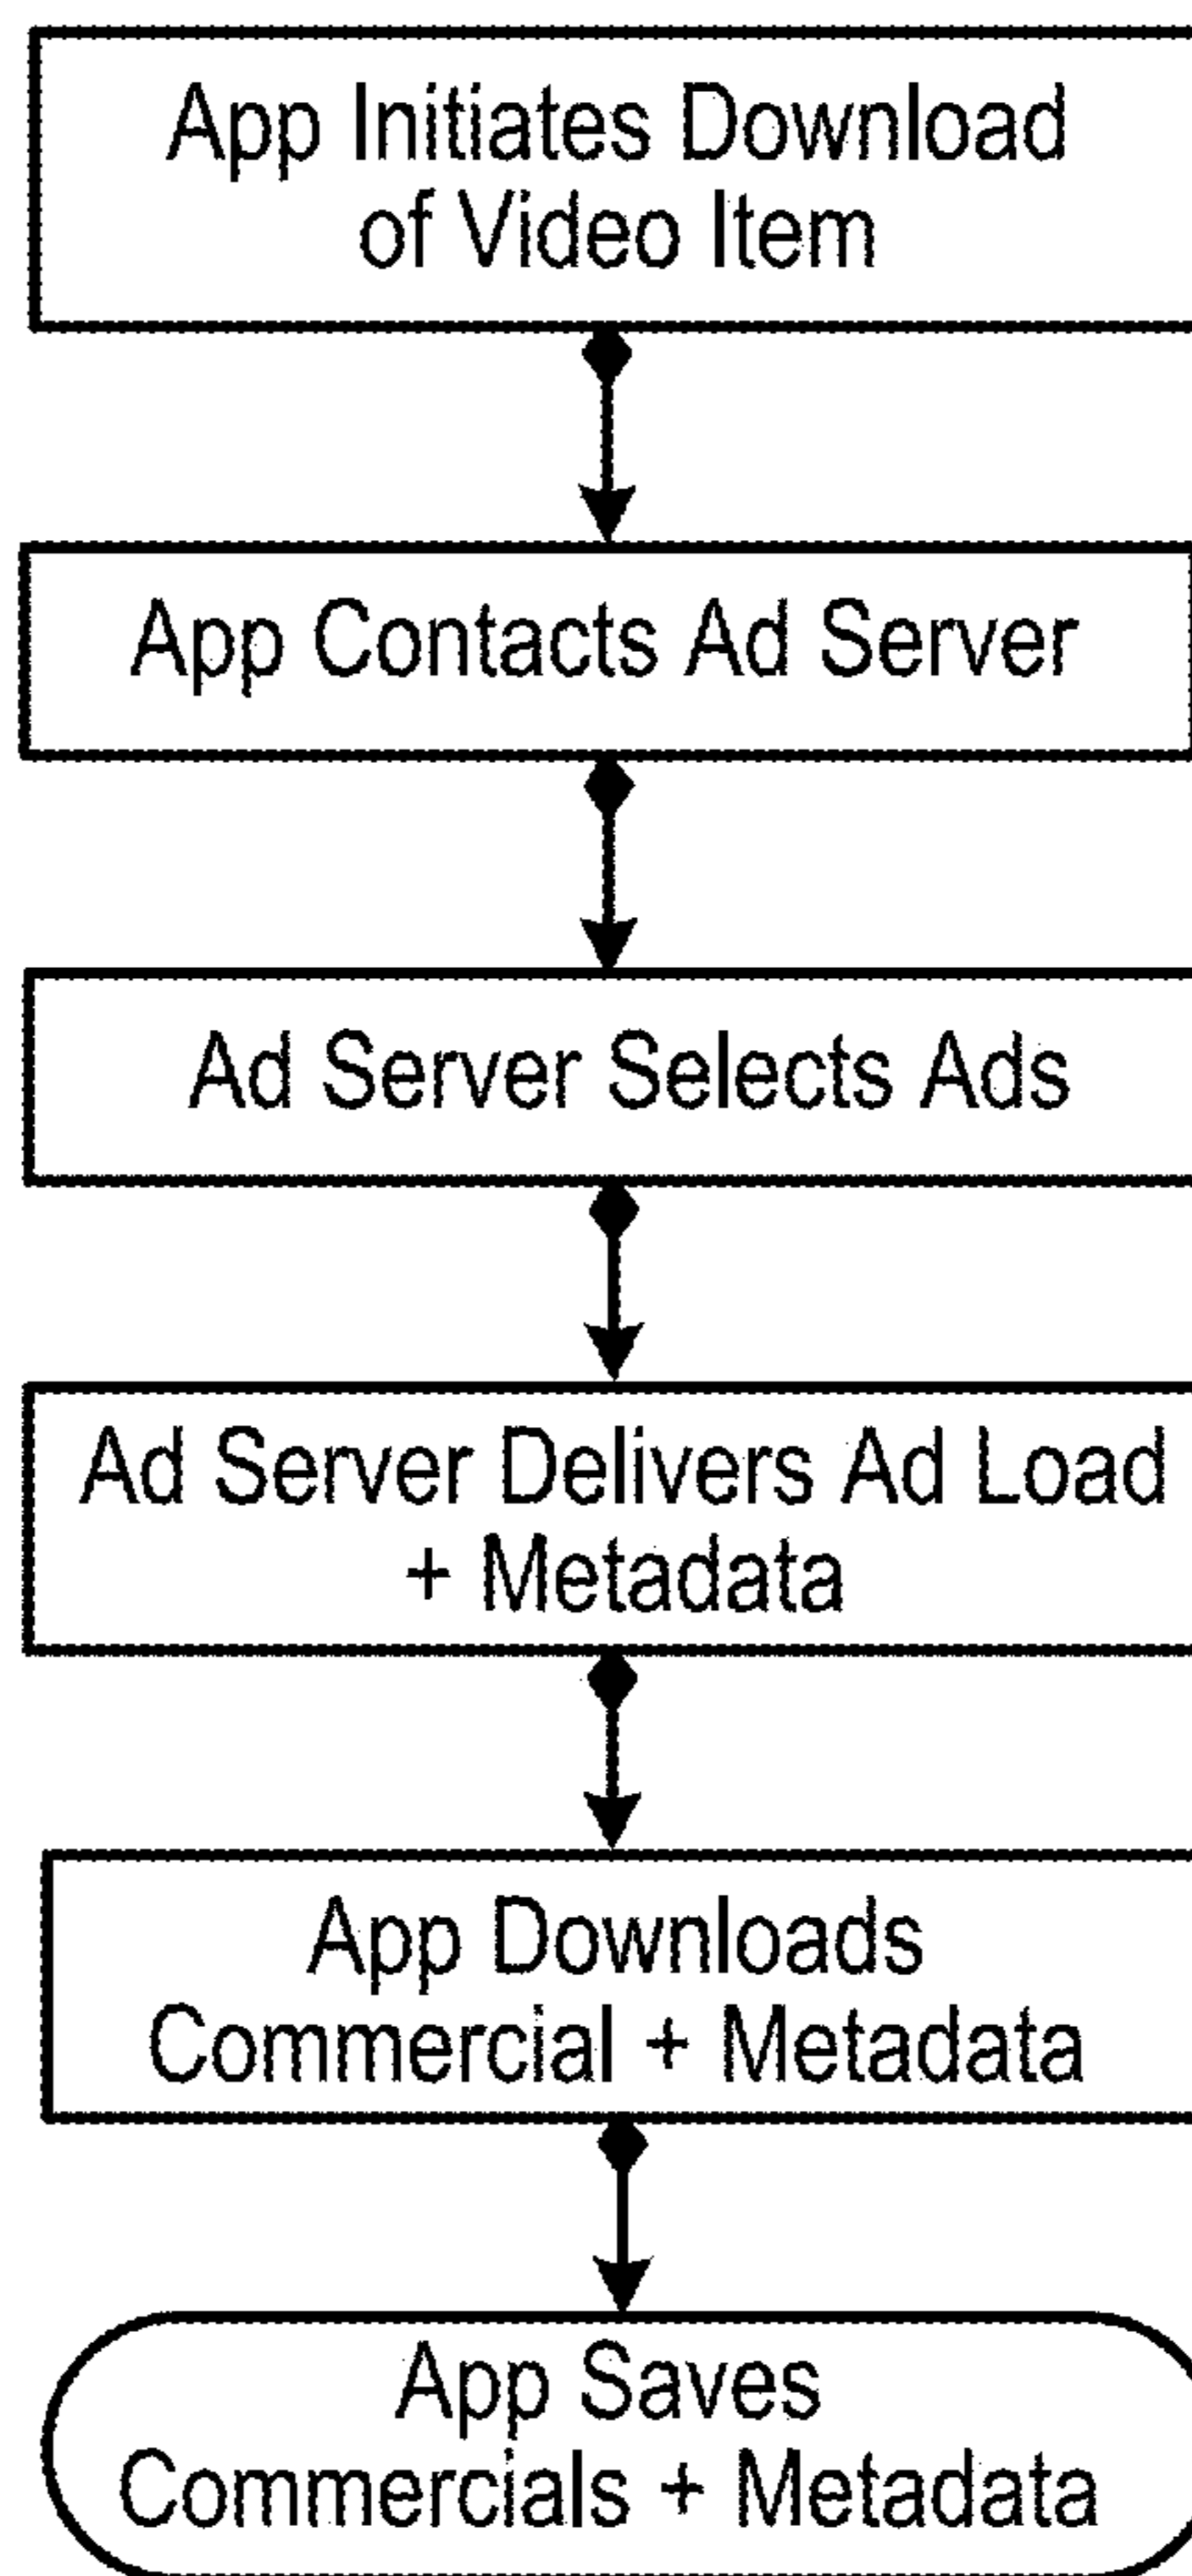 App Initiates Download
of Video Item
App Contacts Ad Server
Ad Server Selects Ads
Ad Server Delivers Ad Load
+ Metadata
App Downloads
Commercial + Metadata
App Saves
Commercials + Metadata